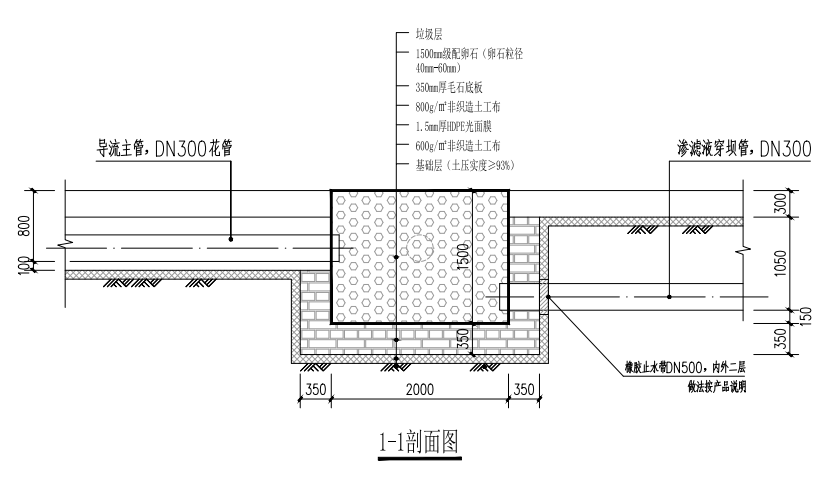 垃圾层
1500mm级配卵石（卵石粒径
40mm-60mm）
350mm厚毛石底板
800g/㎡非织造土工布
1.5mm厚HDPE光面膜
600g/㎡非织造土工布
基础层（土压实度≥93%）
导流主管，DN300花管
渗滤液穿坝管，DN300
800
100
1500
350
300
1050
150
350
橡胶止水带DN500，内外二层
做法按产品说明
350
2000
350
1-1剖面图